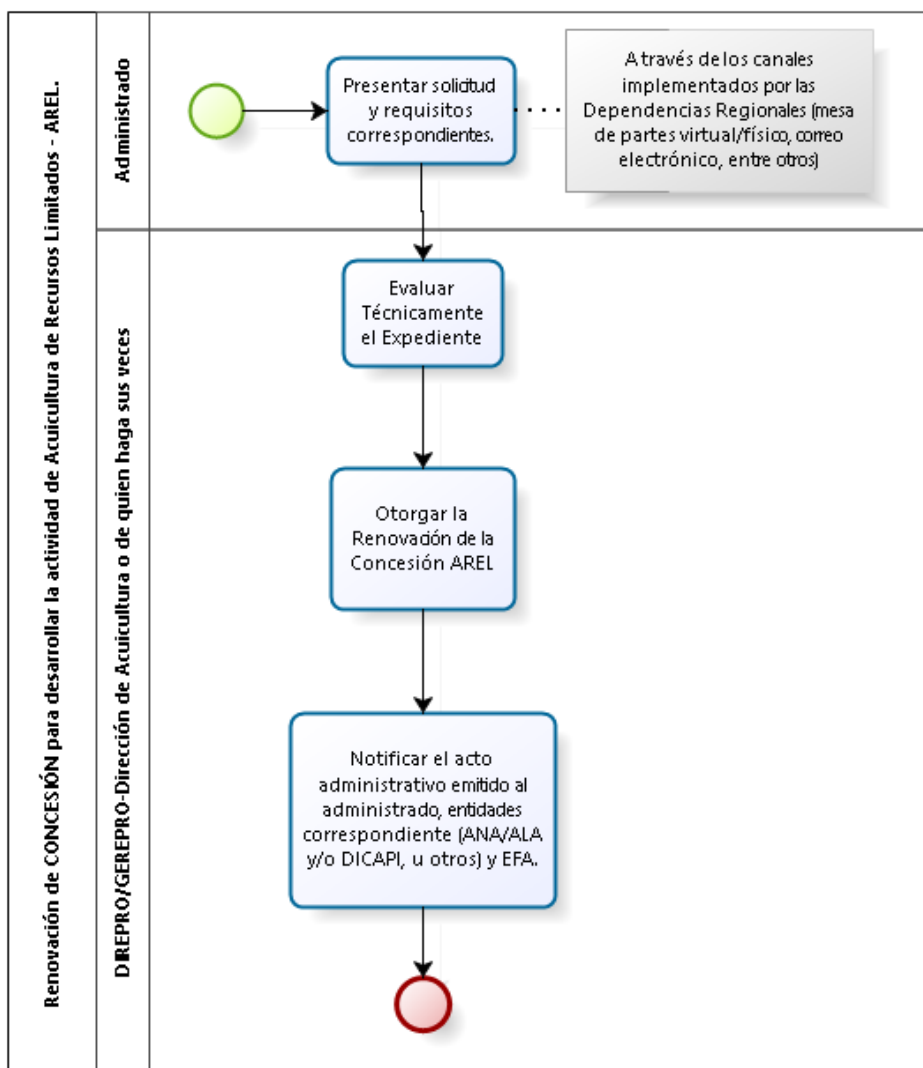 Renovación de CONCESIÓN para desarrollar la actividad de Acuicultura de Recursos Limitados - AREL.
Administrado
Presentar solicitud
y requisitos
correspondientes.
A través de los canales
implementados por las
Dependencias Regionales (mesa
de partes virtual/físico, correo
electrónico, entre otros)
DIREPRO/GEREPRO-Dirección de Acuicultura o de quien haga sus veces
Evaluar
Técnicamente
el Expediente
Otorgar la
Renovación de la
Concesión AREL
Notificar el acto
administrativo emitido al
administrado, entidades
correspondiente (ANA/ALA
y/o DICAPI, u otros) y EFA.